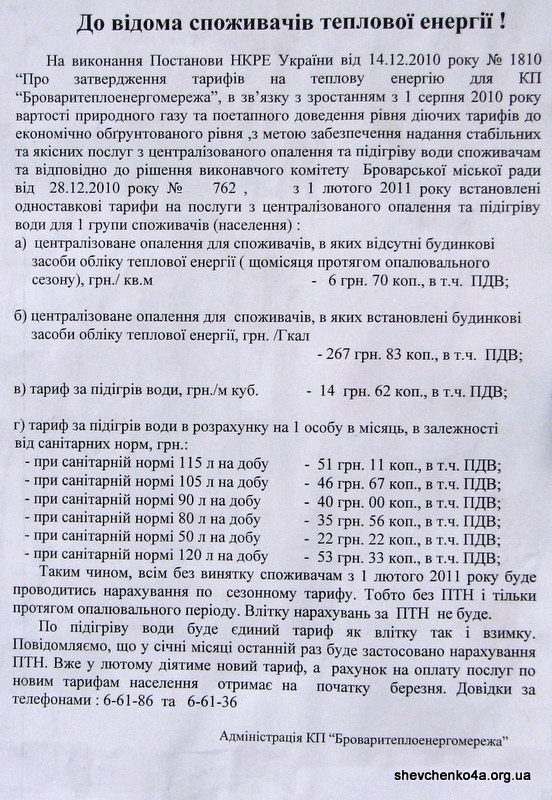 До відома споживачів теплової енергії !
На виконання Постанови НКРЕ України від 14.12.2010 року № 1810
“Про затвердження тарифів на теплову енергію для КП
“Броваритеплоенергомережа”, в зв’язку з зростанням з 1 серпня 2010 року
вартості природного газу та поетапного доведення рівня діючих тарифів до
економічно обгрунтованого рівня ,з метою забезпечення надання стабільних
та якісних послуг з централізованого опалення та підігріву води споживачам
та відповідно до рішення виконавчого комітету Броварської міської ради
від 28.12.2010 року № 762 , з 1 лютого 2011 року встановлені
одноставкові тарифи на послуги з централізованого опалення та підігріву
води для 1 групи споживачів (населення) :
а) централізоване опалення для споживачів, в яких відсутні будинкові
засоби обліку теплової енергії ( щомісяця протягом опалювального
сезону), грн./ кв.м - 6 грн. 70 коп., в т.ч. ПДВ;
б) централізоване опалення для споживачів, в яких встановлені будинкові
засоби обліку теплової енергії, грн. /Гкал
- 267 грн. 83 коп., в т.ч. ПДВ;
в) тариф за підігрів води, грн./м куб. - 14 грн. 62 коп., в т.ч. ПДВ;
г) тариф за підігрів води в розрахунку на 1 особу в місяць, в залежності
від санітарних норм, грн.:
- при санітарній нормі 115 л на добу - 51 грн. 11 коп., в т.ч. ПДВ;
- при санітарній нормі 105 л на добу - 46 грн. 67 коп., в т.ч. ПДВ;
- при санітарній нормі 90 л на добу - 40 грн. 00 коп., в т.ч. ПДВ;
- при санітарній нормі 80 л на добу - 35 грн. 56 коп., в т.ч. ПДВ;
- при санітарній нормі 50 л на добу - 22 грн. 22 коп., в т.ч. ПДВ;
- при санітарній нормі 120 л на добу - 53 грн. 33 коп., в т.ч. ПДВ;
Таким чином, всім без винятку споживачам з 1 лютого 2011 року буде
проводитись нарахування по сезонному тарифу. Тобто без ПТН і тільки
протягом опалювального періоду. Влітку нарахувань за ПТН не буде.
По підігріву води буде єдиний тариф як влітку так і взимку.
Повідомляємо, що у січні місяці останній раз буде застосовано нарахування
ПТН. Вже у лютому діятиме новий тариф, а рахунок на оплату послуг по
новим тарифам населення отримає на початку березня. Довідки за
телефонами : 6-61-86 та 6-61-36
Адміністрація КП “Броваритеплоенергомережа”
shevchenko4a.org.ua